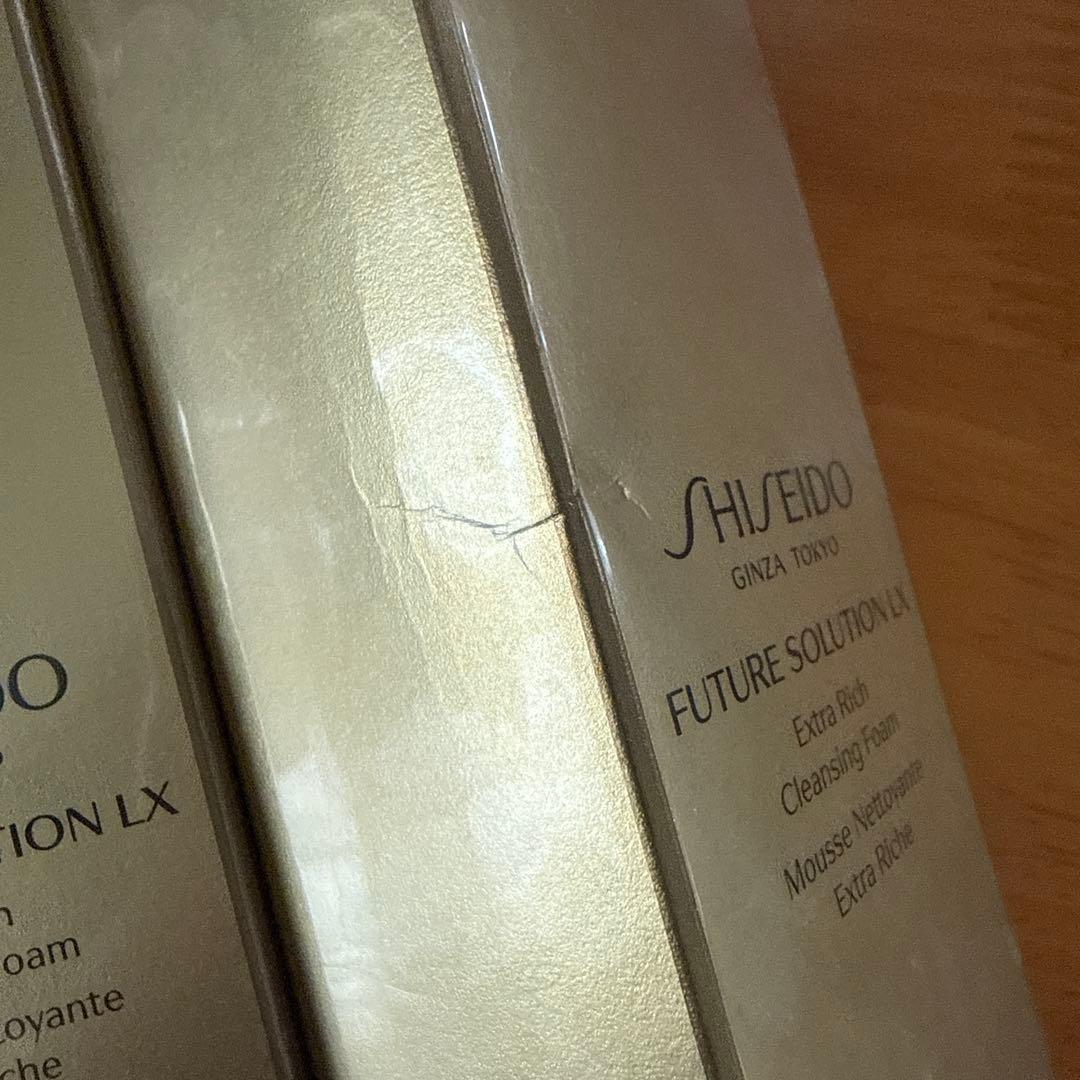 SHISEIDO
GINZA TOKYO
FUTURE SOLUTION LX
Extra Rich
Cleansing Foam
Mousse Nettoyante
Extra Riche
DO
TION LX
n
oam
toyante
che